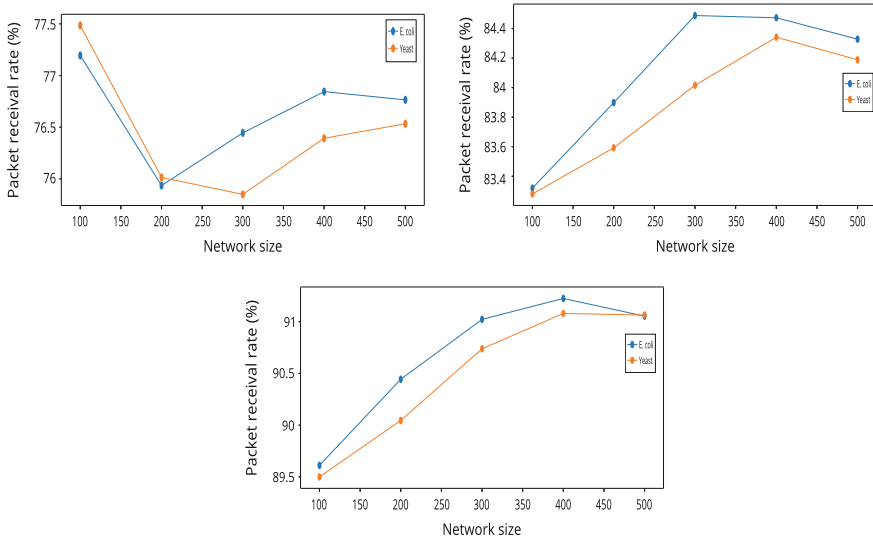 Packet receival rate (%)
77.5
77
76.5
76
E. coli
Yeast
100 150 200 250 300 350 400 450 500
Network size
Packet receival rate (%)
84.4
84.2
84
83.8
83.6
83.4
E. coli
Yeast
100 150 200 250 300 350 400 450 500
Network size
Packet receival rate (%)
91
90.5
90
89.5
E. coli
Yeast
100 150 200 250 300 350 400 450 500
Network size